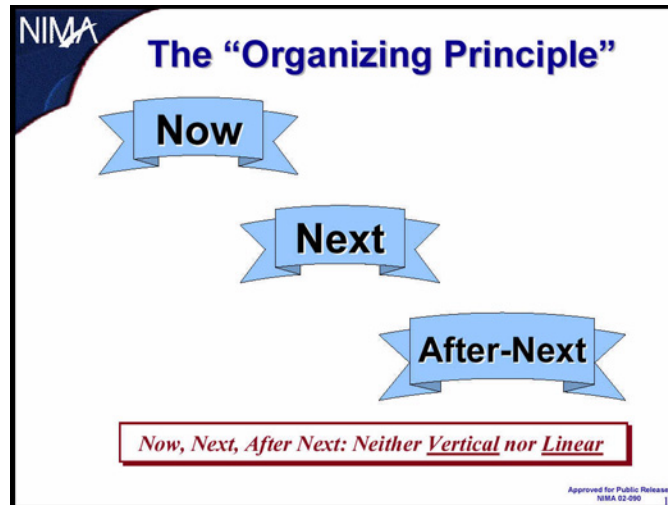 NIMA
The “Organizing Principle”
Now
Next
After-Next
Now, Next, After Next: Neither Vertical nor Linear
Approved for Public Release
NIMA 02-090
1